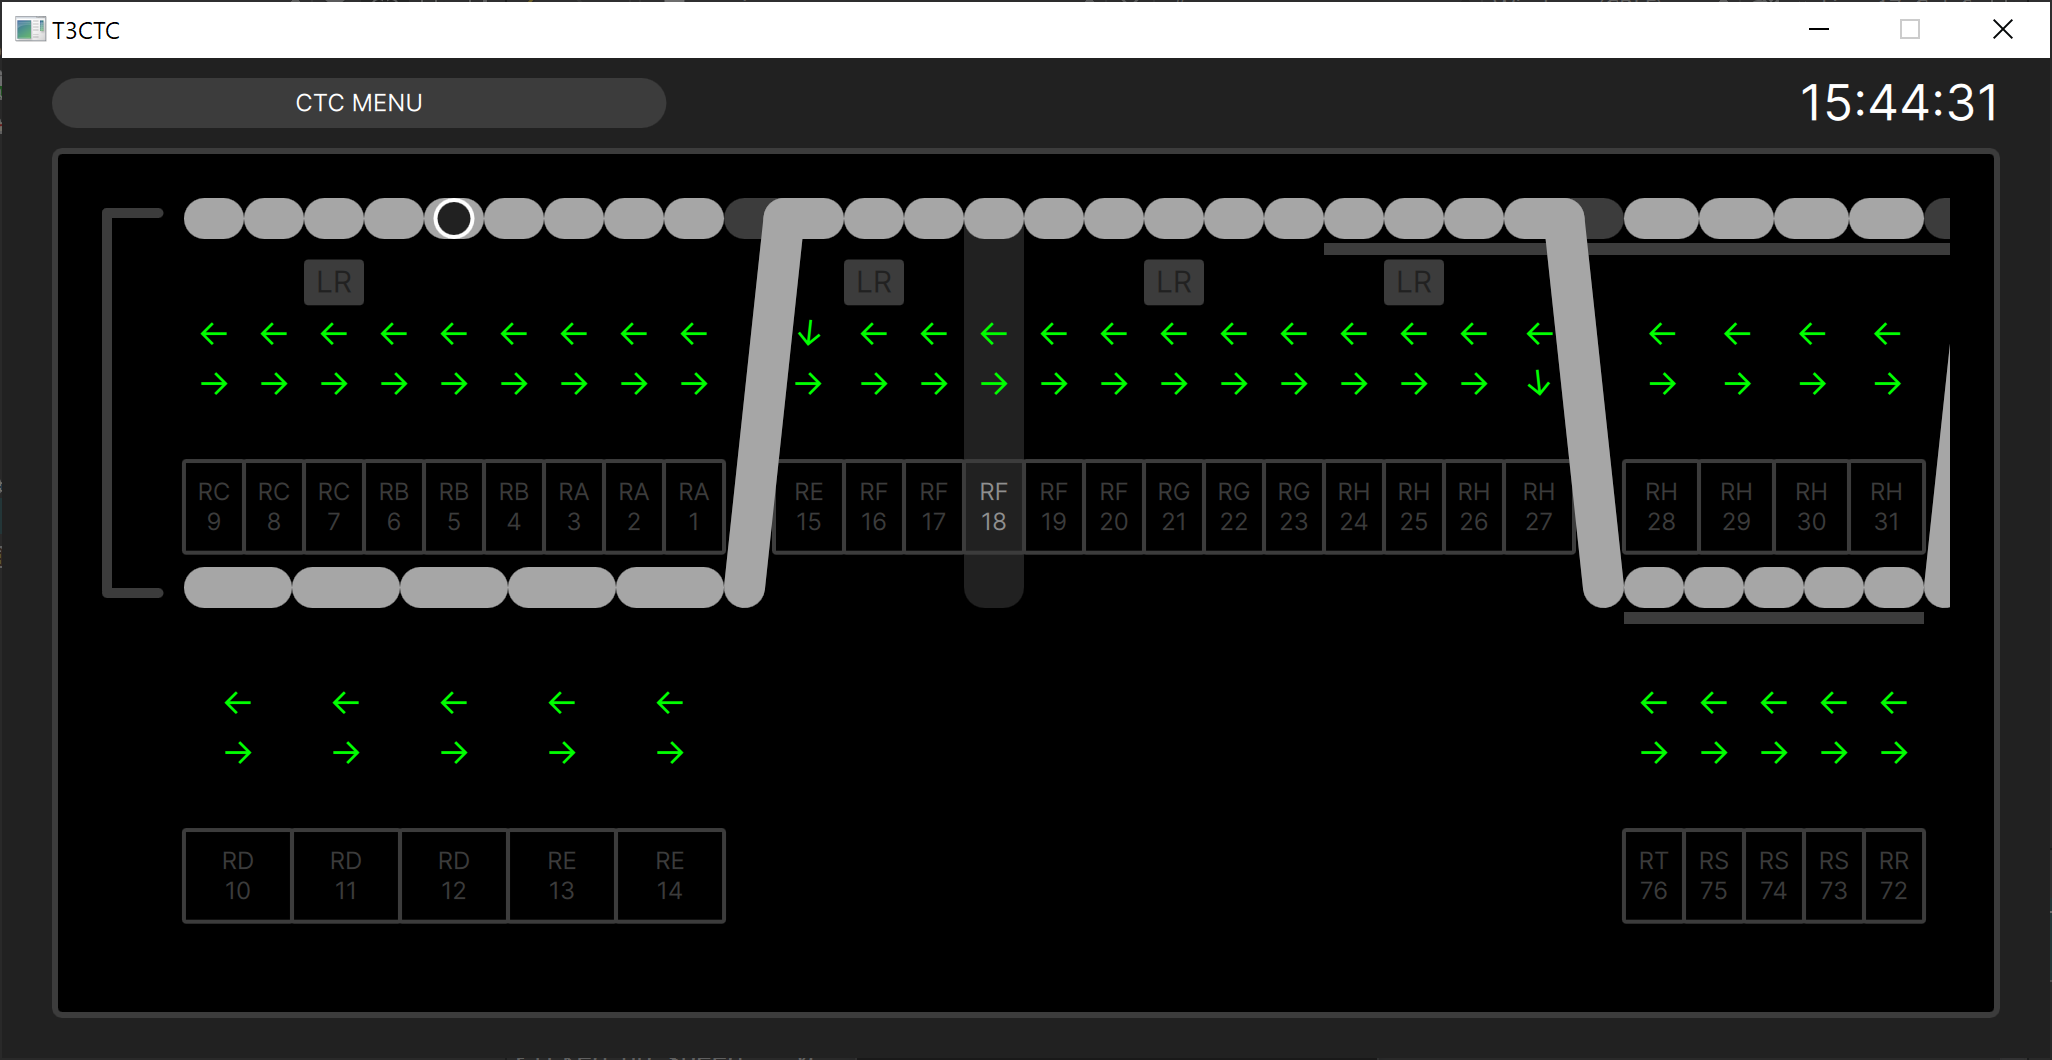 T3CTC
CTC MENU
15:44:31
LR LR LR LR
RC RC RC RB RB RB RA RA RA RE RF RF RF RF RF RG RG RG RH RH RH RH RH RH RH RH
9 8 7 6 5 4 3 2 1 15 16 17 18 19 20 21 22 23 24 25 26 27 28 29 30 31
RD RD RD RE RE RT RS RS RS RR
10 11 12 13 14 76 75 74 73 72